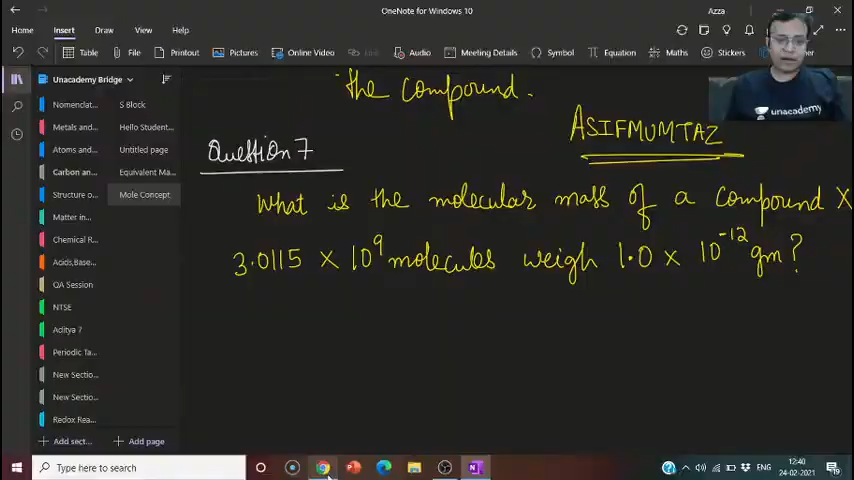 OneNote for Windows 10
Azza
Home
Insert
Draw
View
Help
Table
File
Printout
Pictures
Online Video
Link
Audio
Meeting Details
Symbol
Equation
Maths
Stickers
Unacademy Bridge
Nomenclat...
Metals and...
Atoms and...
Carbon an...
Structure o...
Matter in...
Chemical R...
Acids,Base...
QA Session
NTSE
Aditya 7
Periodic Ta...
New Sectio...
New Sectio...
Redox Rea...
Add sect...
S Block
Hello Student...
Untitled page
Equivalent Ma...
Mole Concept
Add page
unacademy
the compound.
ASIFMUMTAZ
Question 7
What is the molecular mass of a compound X
3.0115 × 10⁹ molecules weigh 1.0 × 10⁻¹² gm?
Type here to search
ENG
12:40
24-02-2021
19